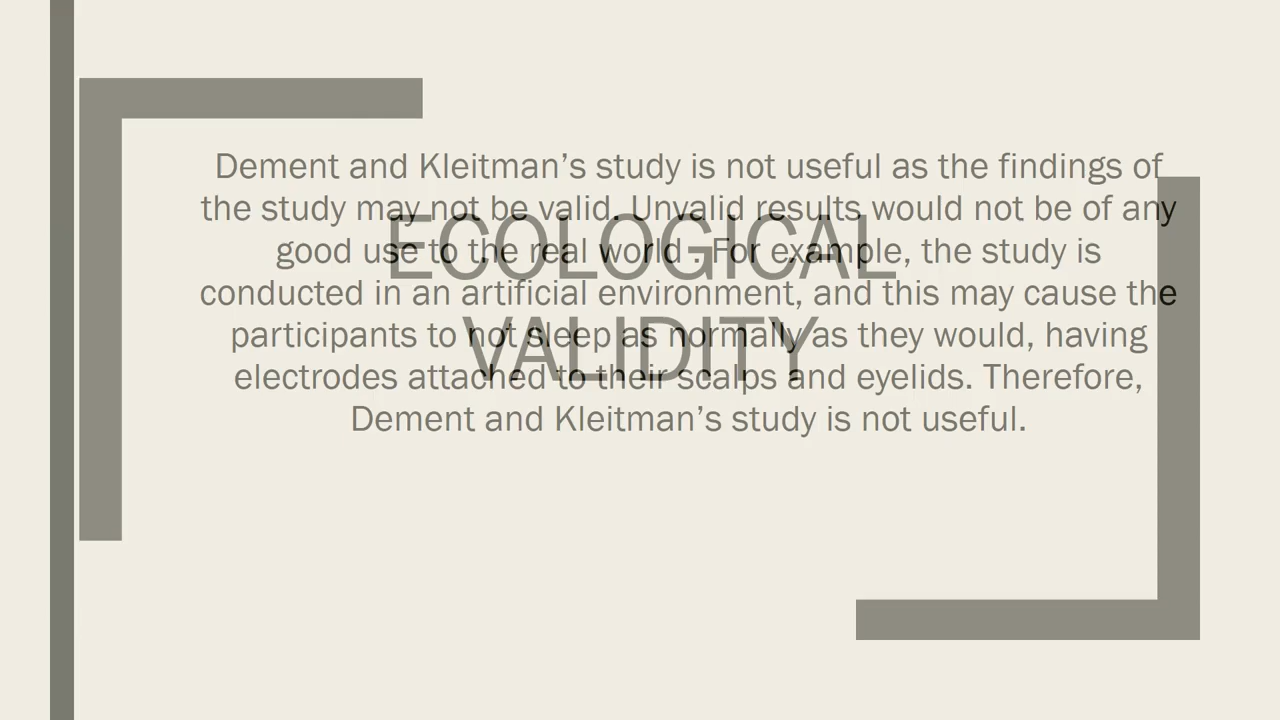 Dement and Kleitman’s study is not useful as the findings of
the study may not be valid. Unvalid results would not be of any
good use to the real world . For example, the study is
conducted in an artificial environment, and this may cause the
participants to not sleep as normally as they would, having
electrodes attached to their scalps and eyelids. Therefore,
Dement and Kleitman’s study is not useful.
ECOLOGICAL
VALIDITY